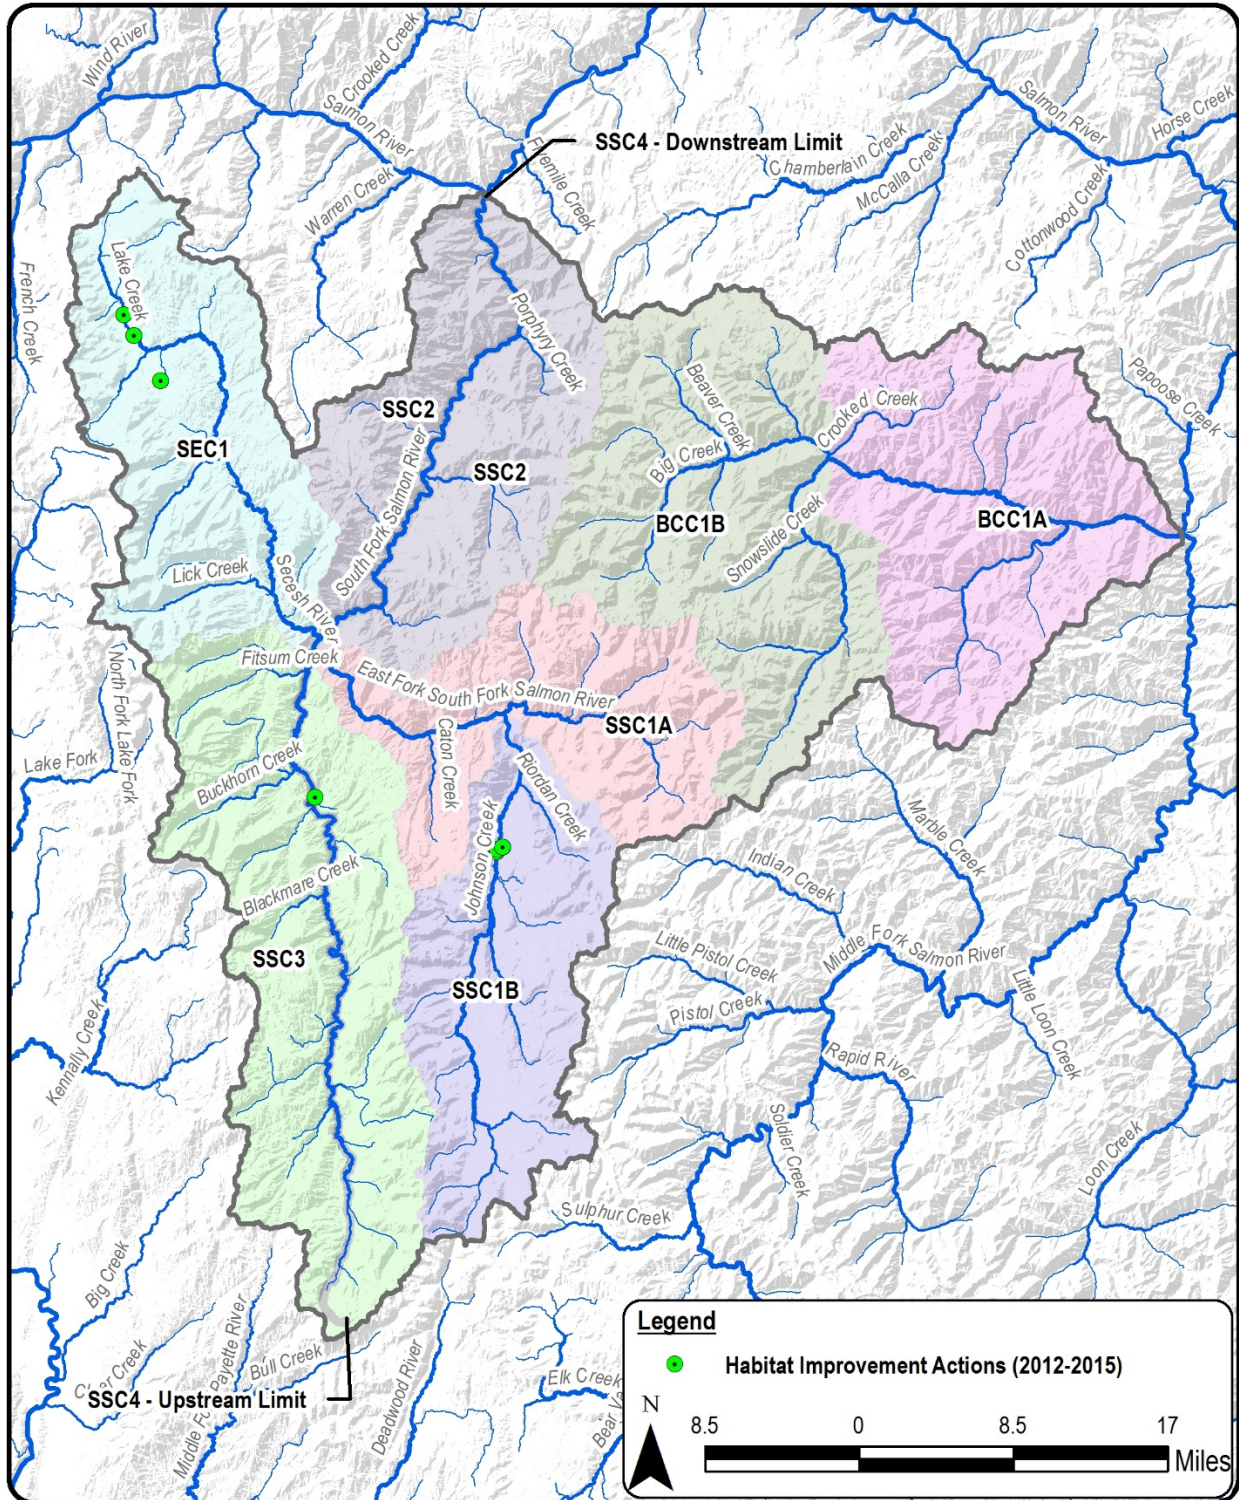 Wind River
Crooked Creek
Salmon River
Salmon River
Horse Creek
SSC4 - Downstream Limit
Fivemile Creek
Chamberlain Creek
McCalla Creek
Warren Creek
Cottonwood Creek
French Creek
Lake Creek
Porphyry Creek
Papoose Creek
Beaver Creek
Crooked Creek
SSC2
SEC1
Big Creek
SSC2
South Fork Salmon River
BCC1B
BCC1A
Snowslide Creek
Lick Creek
Secesh River
Fitsum Creek
North Fork Lake Fork
East Fork South Fork Salmon River
SSC1A
Lake Fork
Caton Creek
Buckhorn Creek
Riordan Creek
Johnson Creek
Marble Creek
Indian Creek
Blackmare Creek
SSC3
Little Pistol Creek
Middle Fork Salmon River
SSC1B
Pistol Creek
Little Loon Creek
Kennally Creek
Rapid River
Soldier Creek
Loon Creek
Sulphur Creek
Big Creek
Bull Creek
Deadwood River
Creek
Payette River
SSC4 - Upstream Limit
Middle
Elk Creek
Bear
Legend
Habitat Improvement Actions (2012-2015)
N
8.5 0 8.5 17
Miles